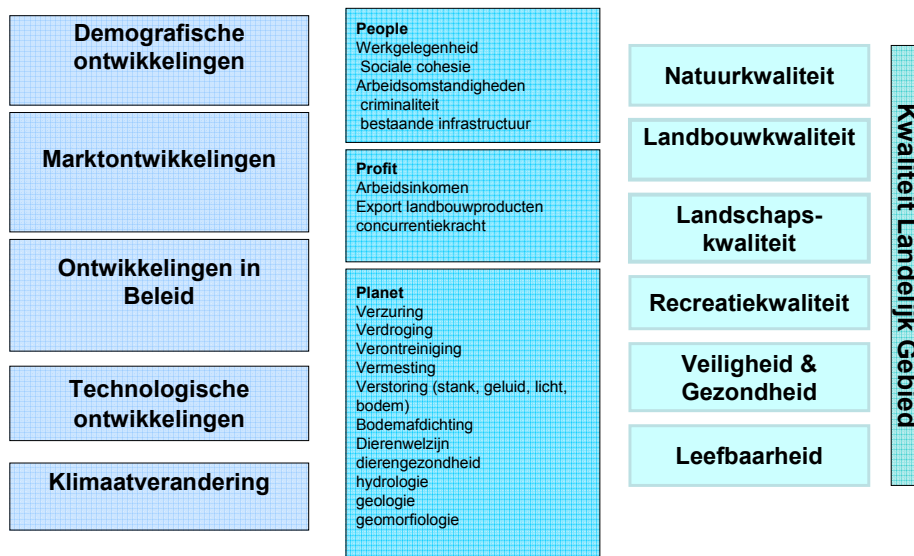 Demografische
ontwikkelingen
Marktontwikkelingen
Ontwikkelingen in
Beleid
Technologische
ontwikkelingen
Klimaatverandering
People
Werkgelegenheid
Sociale cohesie
Arbeidsomstandigheden
criminaliteit
bestaande infrastructuur
Profit
Arbeidsinkomen
Export landbouwproducten
concurrentiekracht
Planet
Verzuring
Verdroging
Verontreiniging
Vermesting
Verstoring (stank, geluid, licht,
bodem)
Bodemafdichting
Dierenwelzijn
dierengezondheid
hydrologie
geologie
geomorfiologie
Natuurkwaliteit
Landbouwkwaliteit
Landschaps-
kwaliteit
Recreatiekwaliteit
Veiligheid &
Gezondheid
Leefbaarheid
Kwaliteit Landelijk Gebied